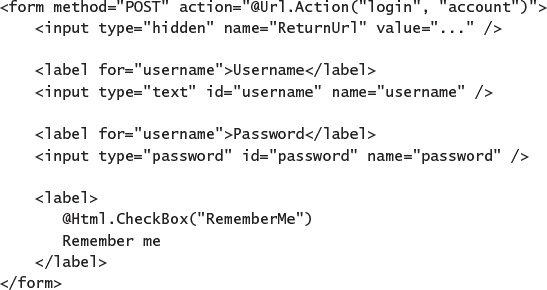 <form method="POST" action="@Url.Action("login", "account")">
    <input type="hidden" name="ReturnUrl" value="..." />

    <label for="username">Username</label>
    <input type="text" id="username" name="username" />

    <label for="username">Password</label>
    <input type="password" id="password" name="password" />

    <label>
       @Html.CheckBox("RememberMe")
       Remember me
    </label>
</form>